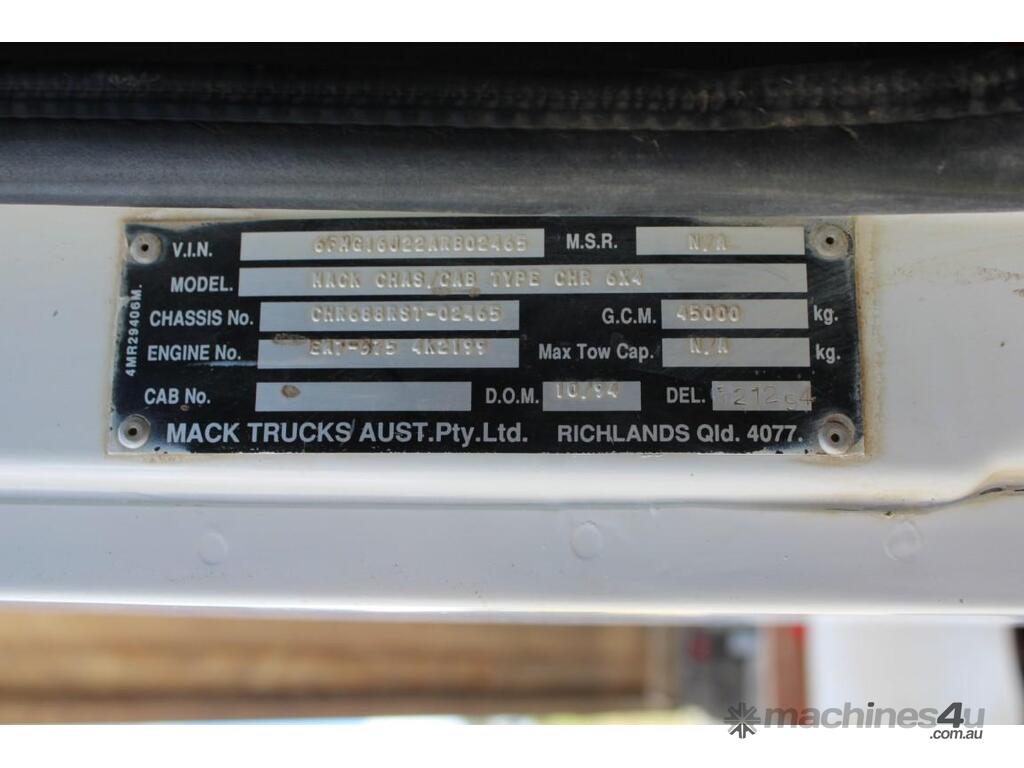 V.I.N. 6FMG16J22ARB02465 M.S.R. N/A
MODEL. MACK CHAS/CAB TYPE CHR 6X4
CHASSIS No. CHR688RST-02465 G.C.M. 45000 kg.
ENGINE No. Max Tow Cap. N/A kg.
CAB No. D.O.M. 10/94 DEL.
MACK TRUCKS AUST.Pty.Ltd. RICHLANDS Qld. 4077.
4MR29406M.
machines4u
.com.au